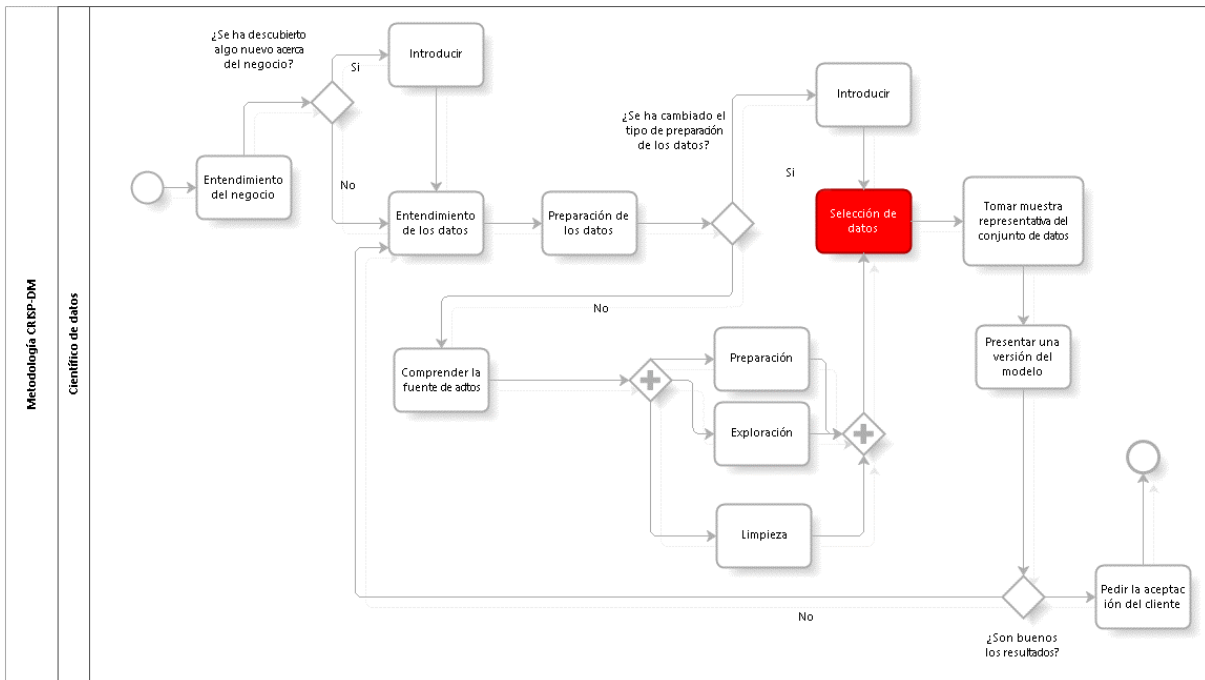 Metodología CRISP-DM
Científico de datos
¿Se ha descubierto
algo nuevo acerca
del negocio?
Si
Introducir
Entendimiento
del negocio
No
Entendimiento
de los datos
Preparación de
los datos
¿Se ha cambiado el
tipo de preparación
de los datos?
Introducir
Si
Selección de
datos
Tomar muestra
representativa del
conjunto de datos
No
Comprender la
fuente de adtos
Preparación
Exploración
Limpieza
Presentar una
versión del
modelo
Pedir la aceptac
ión del cliente
No
¿Son buenos
los resultados?